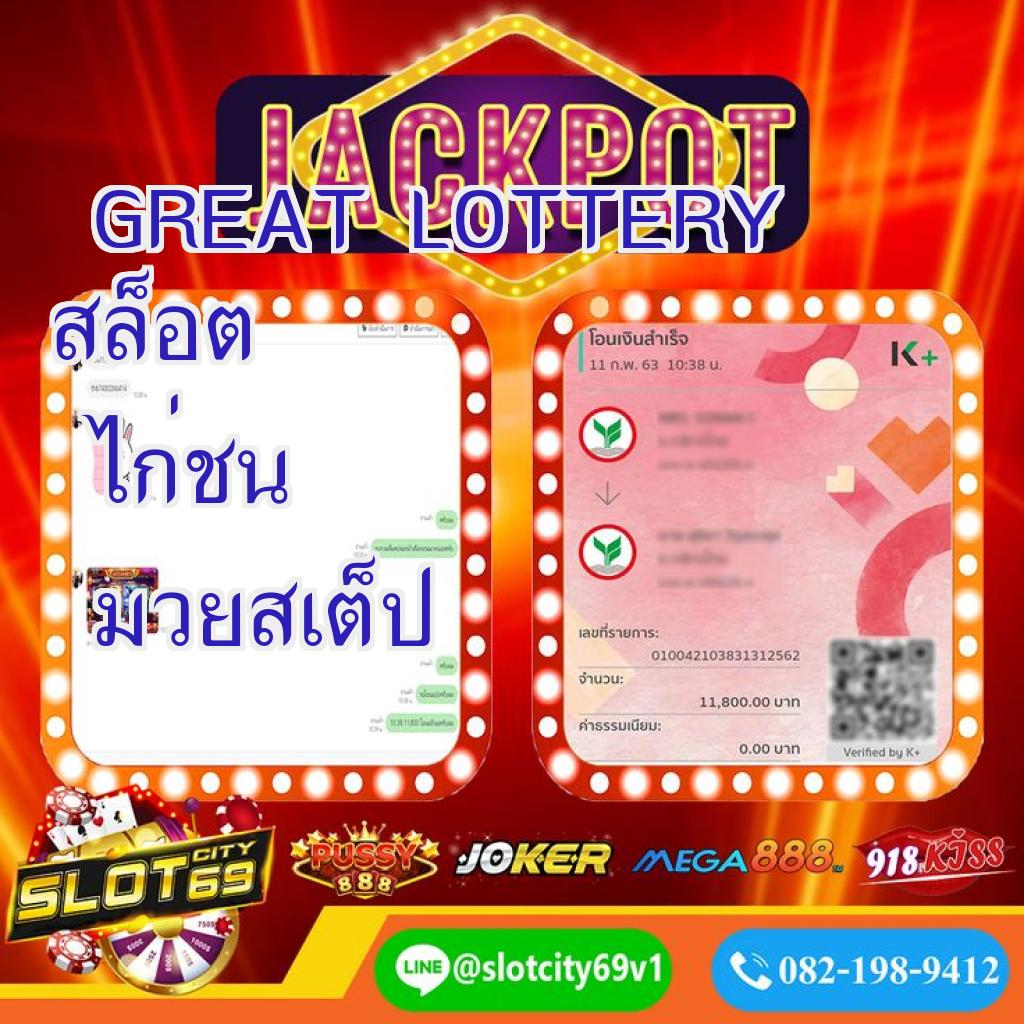 JACKPOT
GREAT LOTTERY
สล็อต
ไก่ชน
มวยสเต็ป
โอนเงินสำเร็จ
11 ก.พ. 63 10:38 น.
K+
เลขที่รายการ:
010042103831312562
จำนวน:
11,800.00 บาท
ค่าธรรมเนียม:
0.00 บาท
Verified by K+
SLOT CITY 69
PUSSY 888
JOKER
MEGA888
918KISS
LINE @slotcity69v1
082-198-9412